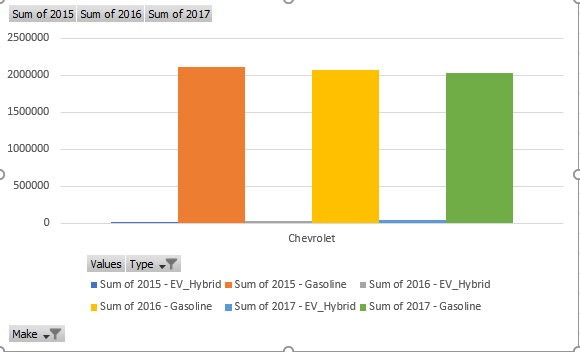 Sum of 2015 Sum of 2016 Sum of 2017
2500000
2000000
1500000
1000000
500000
0
Chevrolet
Values Type
Sum of 2015 - EV_Hybrid Sum of 2015 - Gasoline Sum of 2016 - EV_Hybrid
Sum of 2016 - Gasoline Sum of 2017 - EV_Hybrid Sum of 2017 - Gasoline
Make